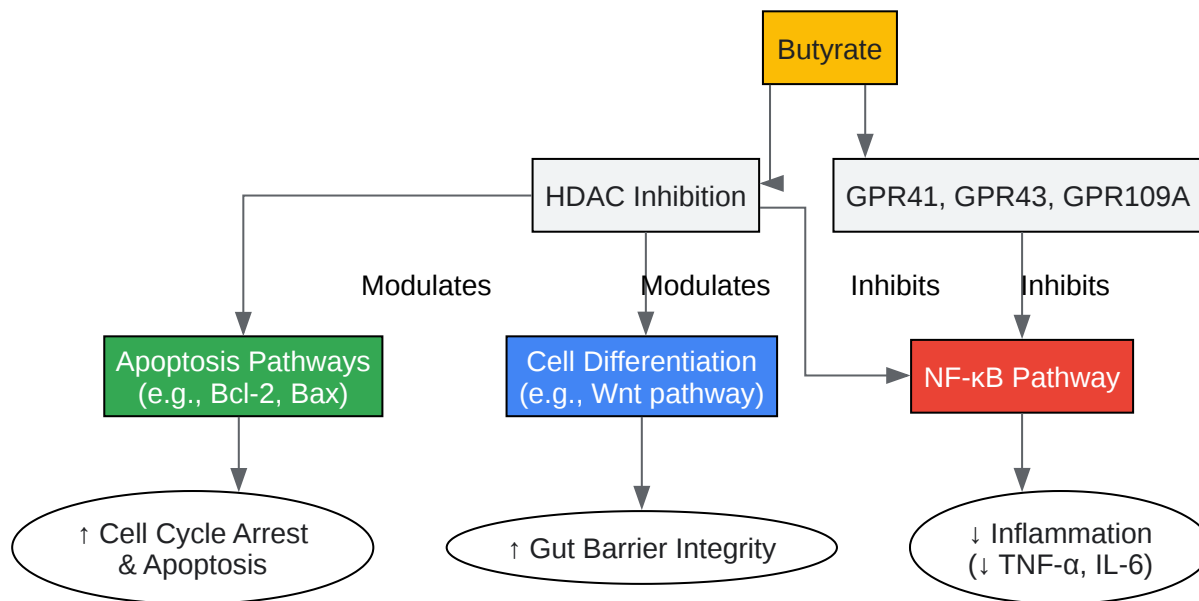 Butyrate
HDAC Inhibition
GPR41, GPR43, GPR109A
Modulates
Modulates
Inhibits
Inhibits
Apoptosis Pathways
(e.g., Bcl-2, Bax)
Cell Differentiation
(e.g., Wnt pathway)
NF-κB Pathway
↑ Cell Cycle Arrest
& Apoptosis
↑ Gut Barrier Integrity
↓ Inflammation
(↓ TNF-α, IL-6)